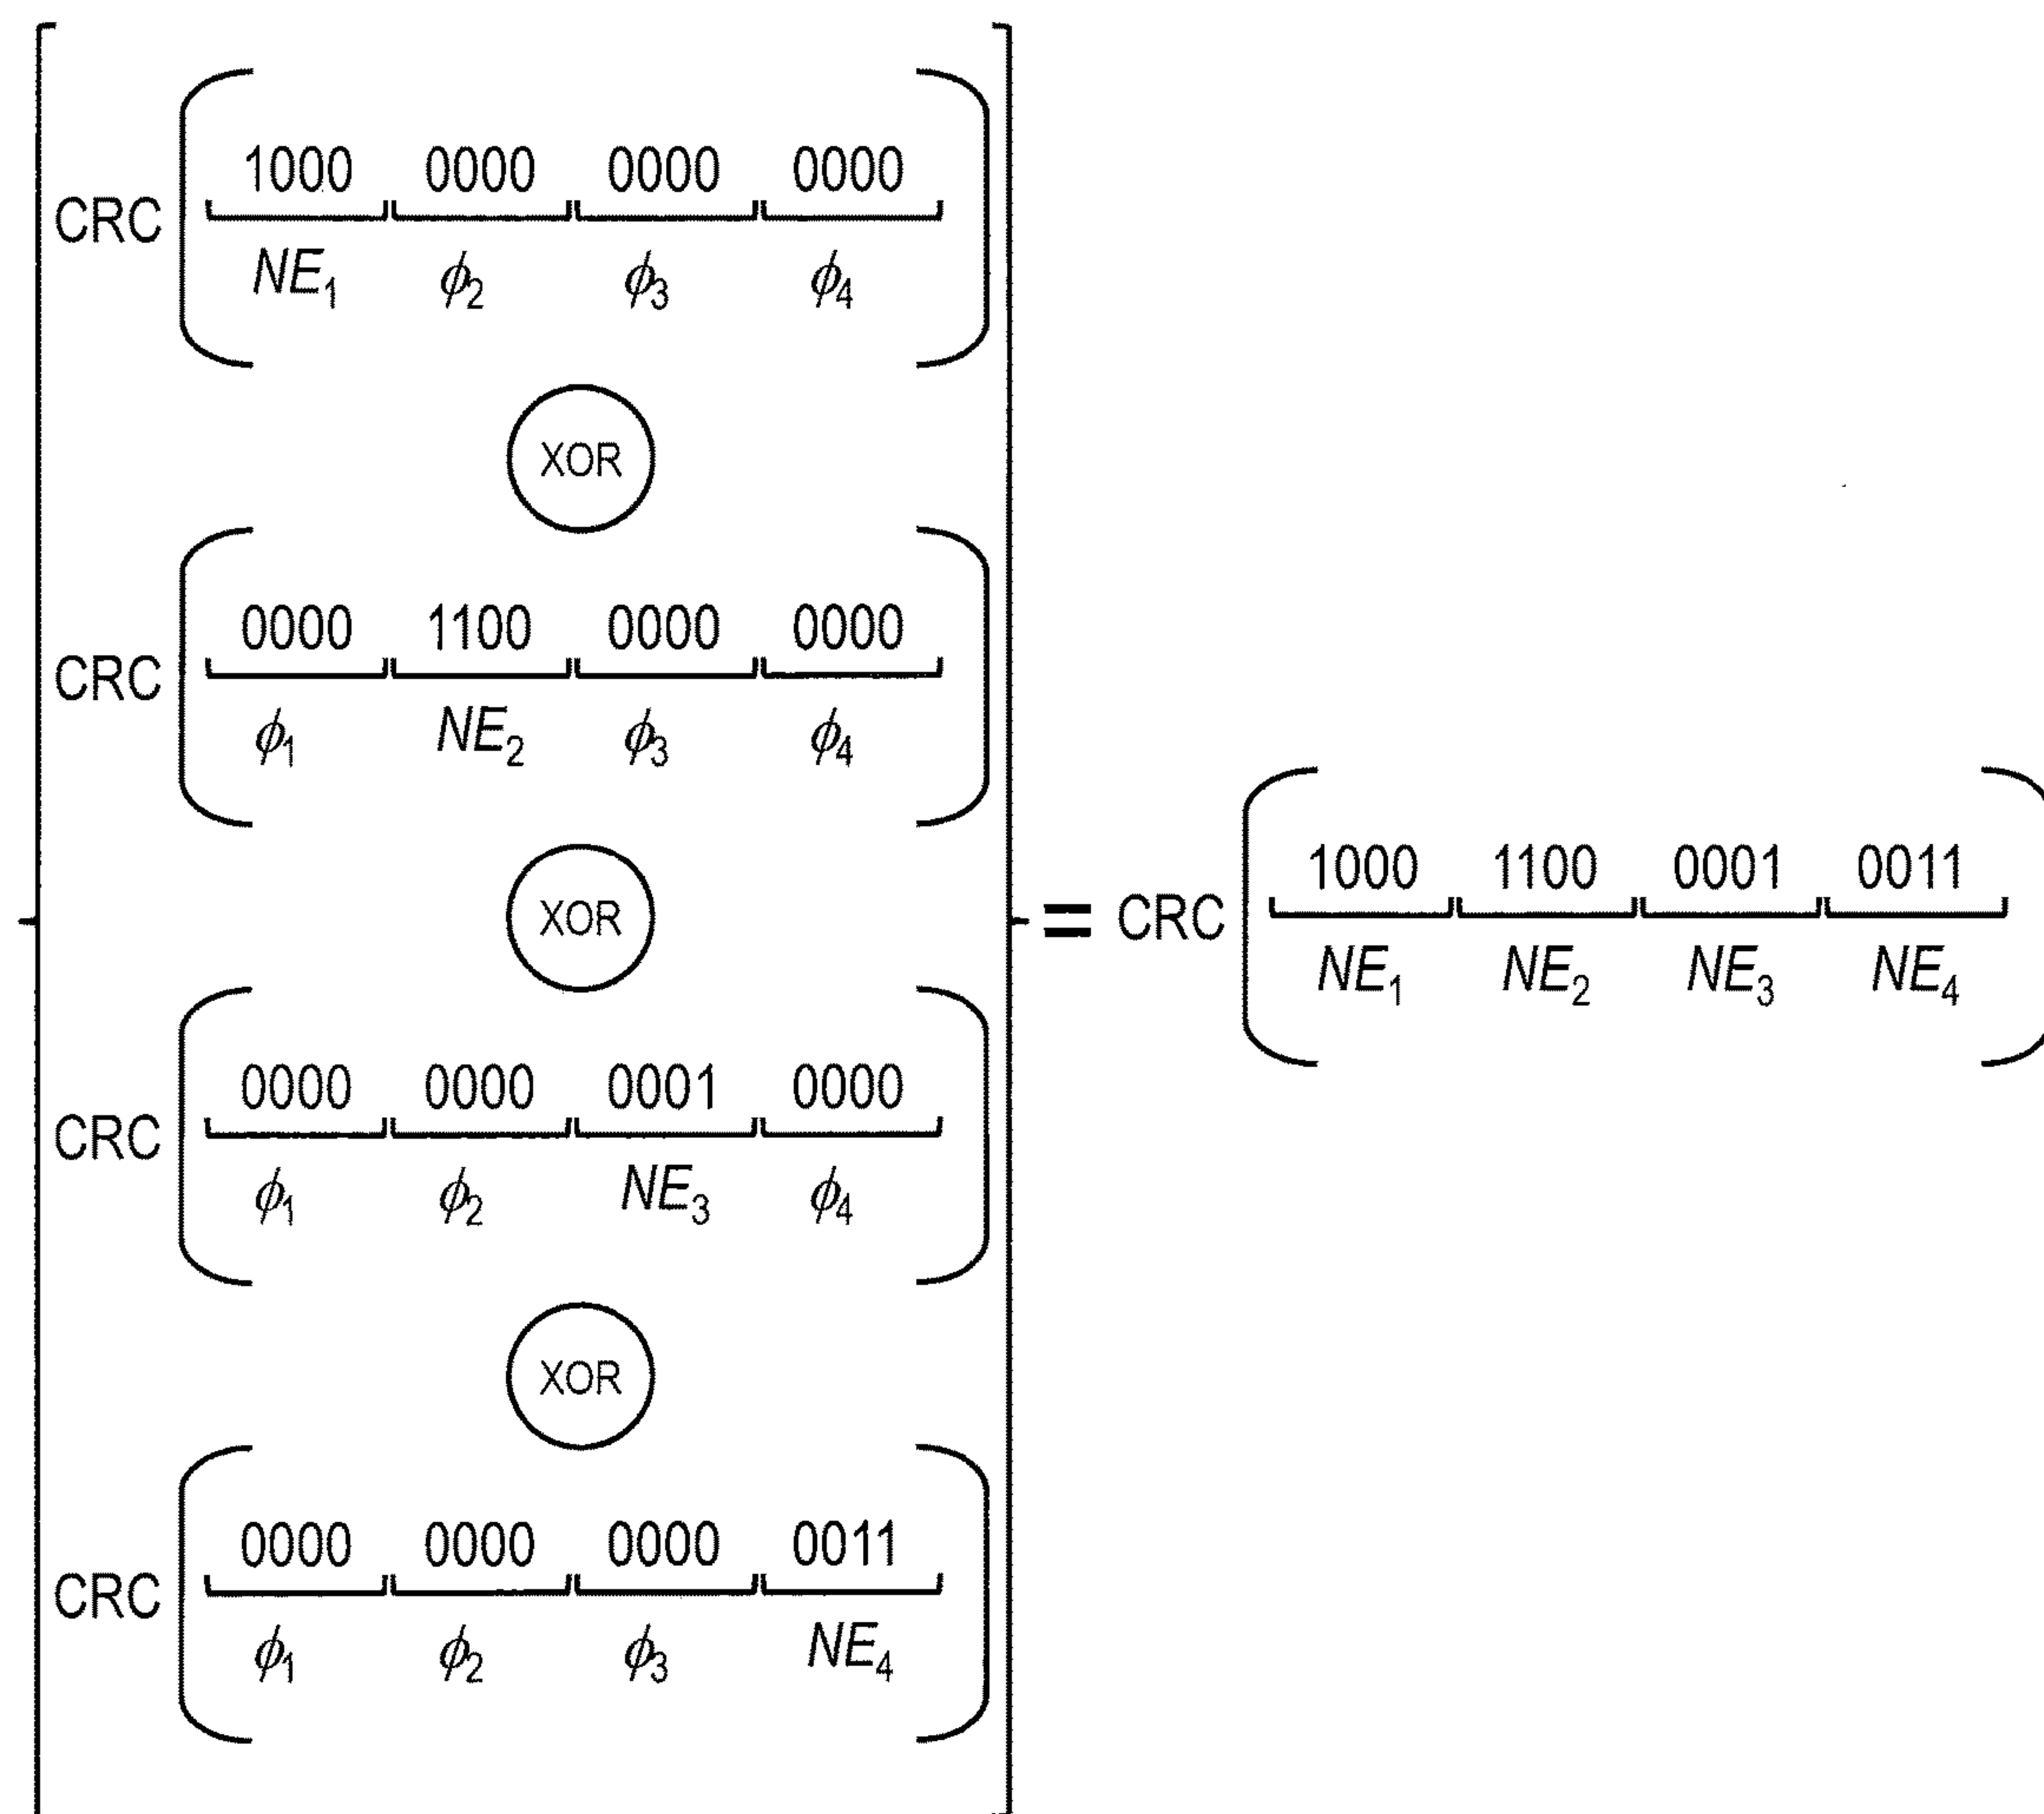 1000 0000 0000 0000
CRC
NE₁ ϕ₂ ϕ₃ ϕ₄
XOR
0000 1100 0000 0000
CRC
ϕ₁ NE₂ ϕ₃ ϕ₄
XOR
0000 0000 0001 0000
CRC
ϕ₁ ϕ₂ NE₃ ϕ₄
XOR
0000 0000 0000 0011
CRC
ϕ₁ ϕ₂ ϕ₃ NE₄
1000 1100 0001 0011
= CRC
NE₁ NE₂ NE₃ NE₄